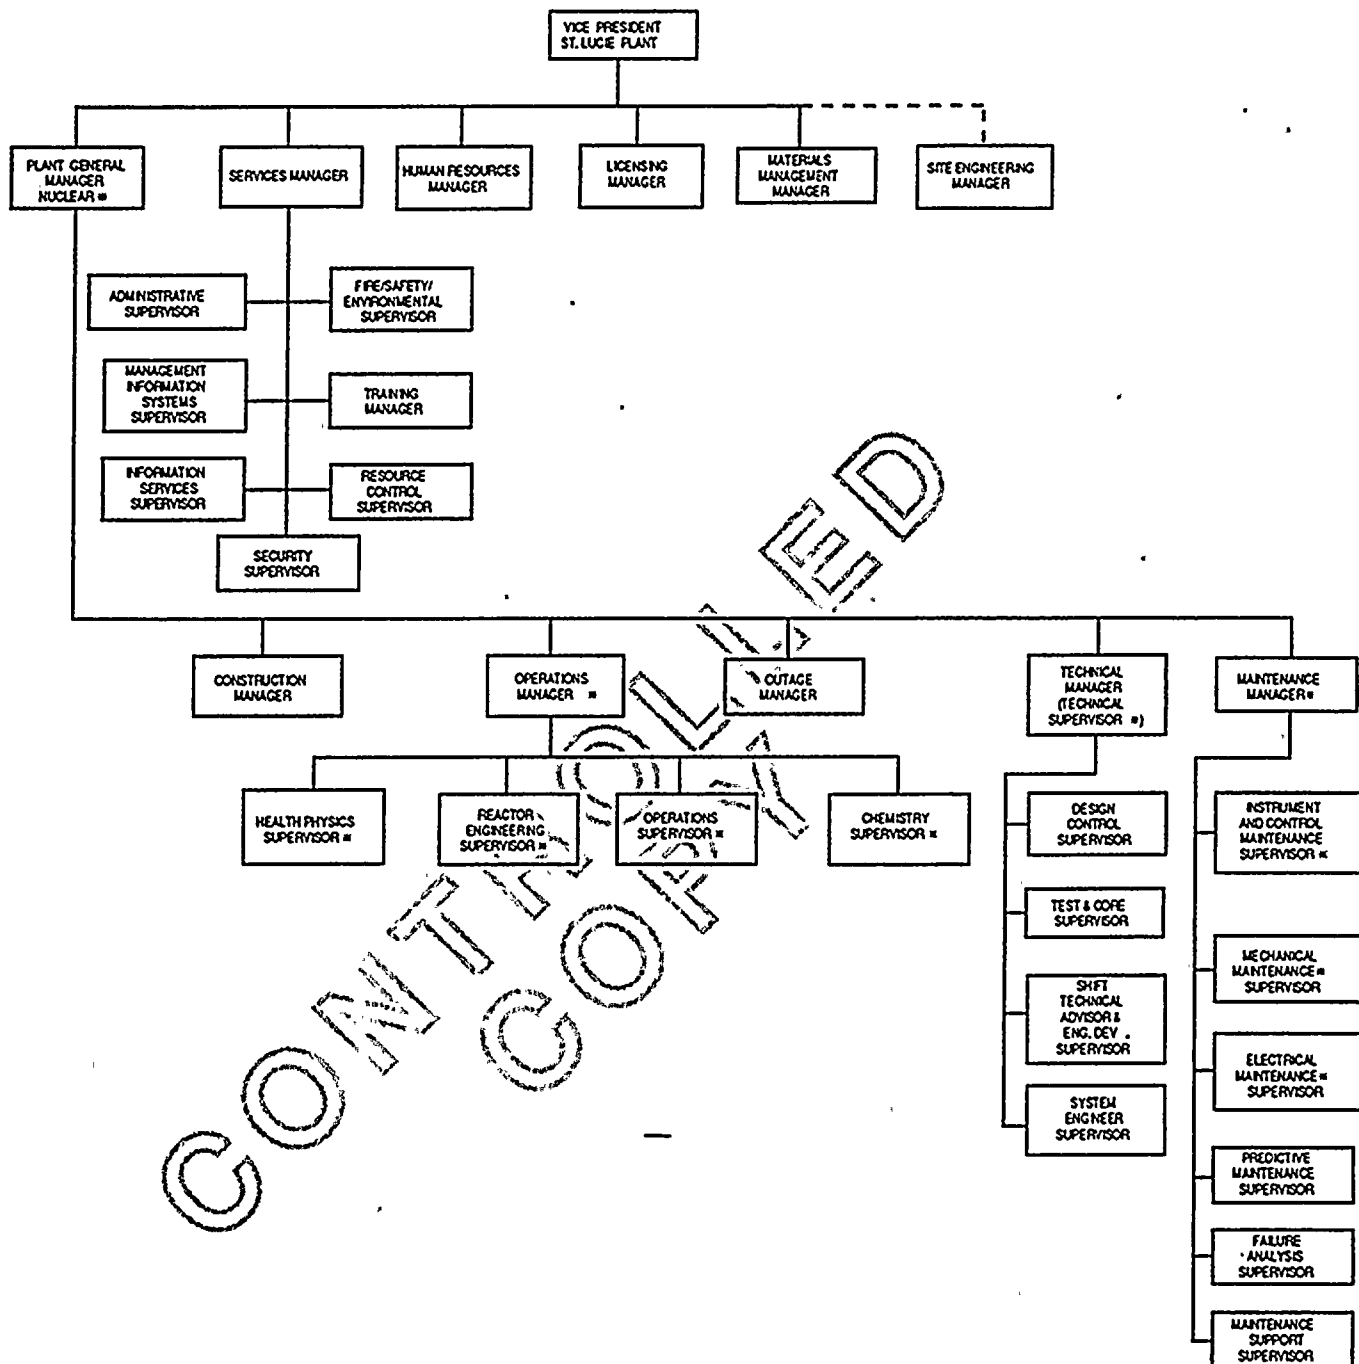 VICE PRESIDENT
ST. LUCIE PLANT
PLANT GENERAL
MANAGER
NUCLEAR *
SERVICES MANAGER
HUMAN RESOURCES
MANAGER
LICENSING
MANAGER
MATERIALS
MANAGEMENT
MANAGER
SITE ENGINEERING
MANAGER
ADMINISTRATIVE
SUPERVISOR
FIRE/SAFETY/
ENVIRONMENTAL
SUPERVISOR
MANAGEMENT
INFORMATION
SYSTEMS
SUPERVISOR
TRAINING
MANAGER
INFORMATION
SERVICES
SUPERVISOR
RESOURCE
CONTROL
SUPERVISOR
SECURITY
SUPERVISOR
CONSTRUCTION
MANAGER
OPERATIONS
MANAGER *
OUTAGE
MANAGER
TECHNICAL
MANAGER
(TECHNICAL
SUPERVISOR *)
MAINTENANCE
MANAGER *
HEALTH PHYSICS
SUPERVISOR *
REACTOR
ENGINEERING
SUPERVISOR *
OPERATIONS
SUPERVISOR *
CHEMISTRY
SUPERVISOR *
DESIGN
CONTROL
SUPERVISOR
TEST & CORE
SUPERVISOR
SHIFT
TECHNICAL
ADVISOR &
ENG. DEV.
SUPERVISOR
SYSTEM
ENGINEER
SUPERVISOR
INSTRUMENT
AND CONTROL
MAINTENANCE
SUPERVISOR *
MECHANICAL
MAINTENANCE *
SUPERVISOR
ELECTRICAL
MAINTENANCE *
SUPERVISOR
PREDICTIVE
MAINTENANCE
SUPERVISOR
FAILURE
ANALYSIS
SUPERVISOR
MAINTENANCE
SUPPORT
SUPERVISOR
CONTROLLED
COPY